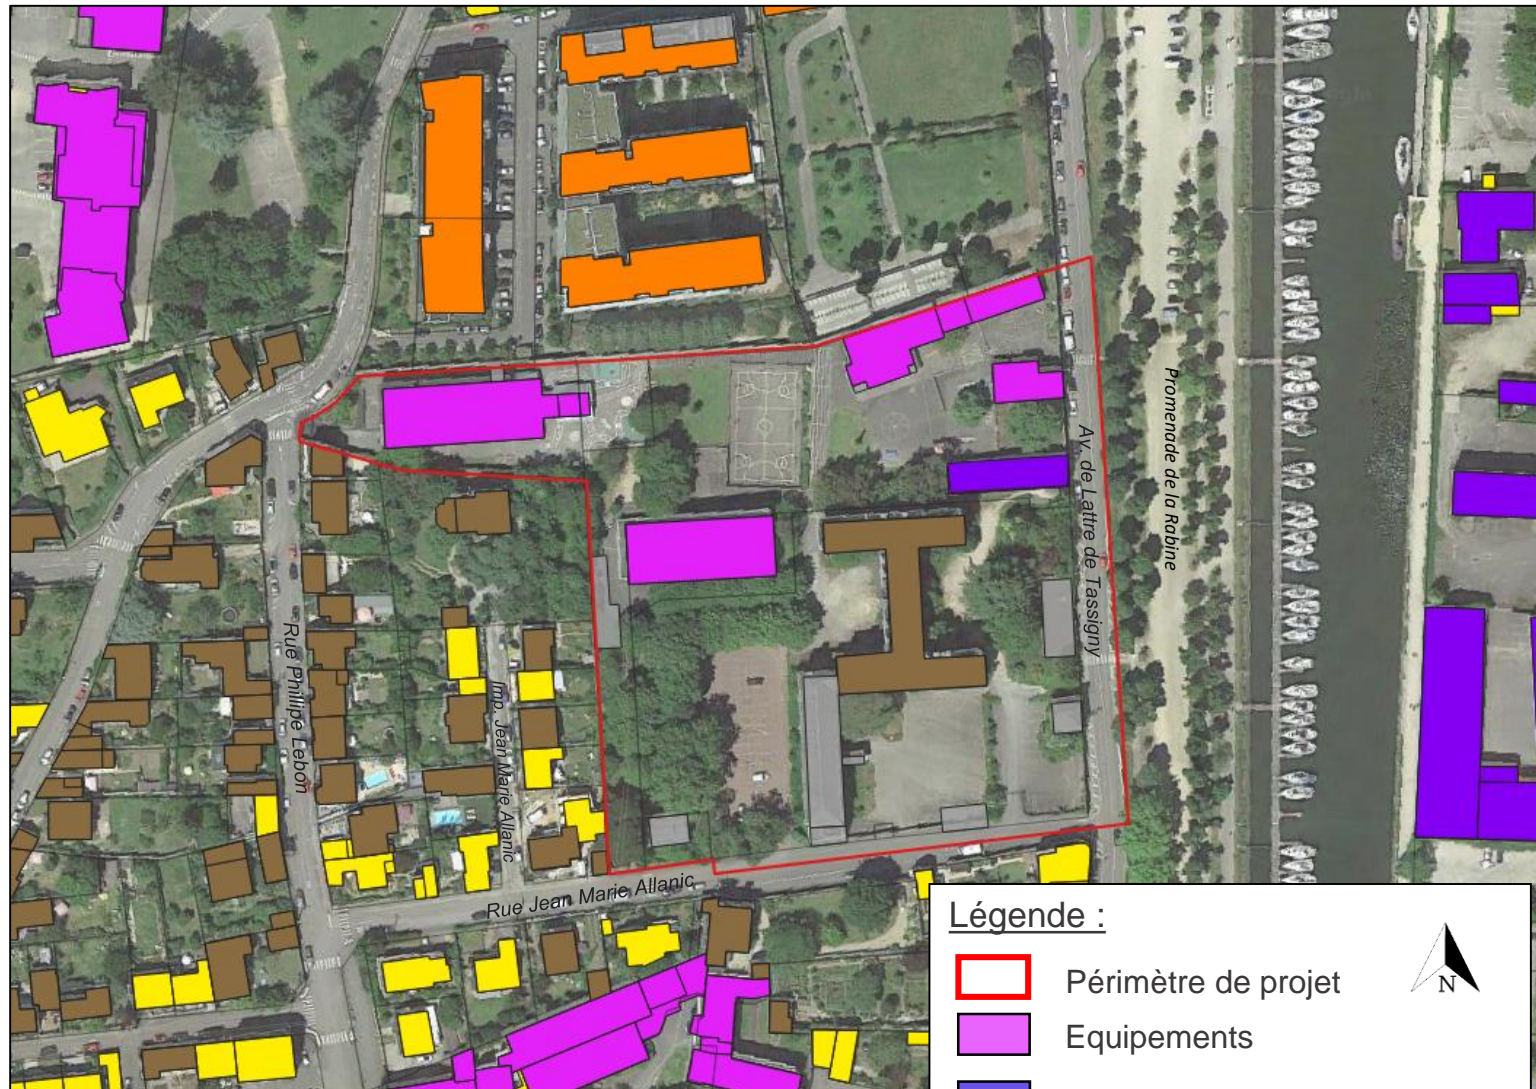 Promenade de la Rabine
Av. de Lattre de Tassigny
Rue Philippe Lebon
Imp. Jean Marie Allanic
Rue Jean Marie Allanic
Légende :
Périmètre de projet
N
Equipements